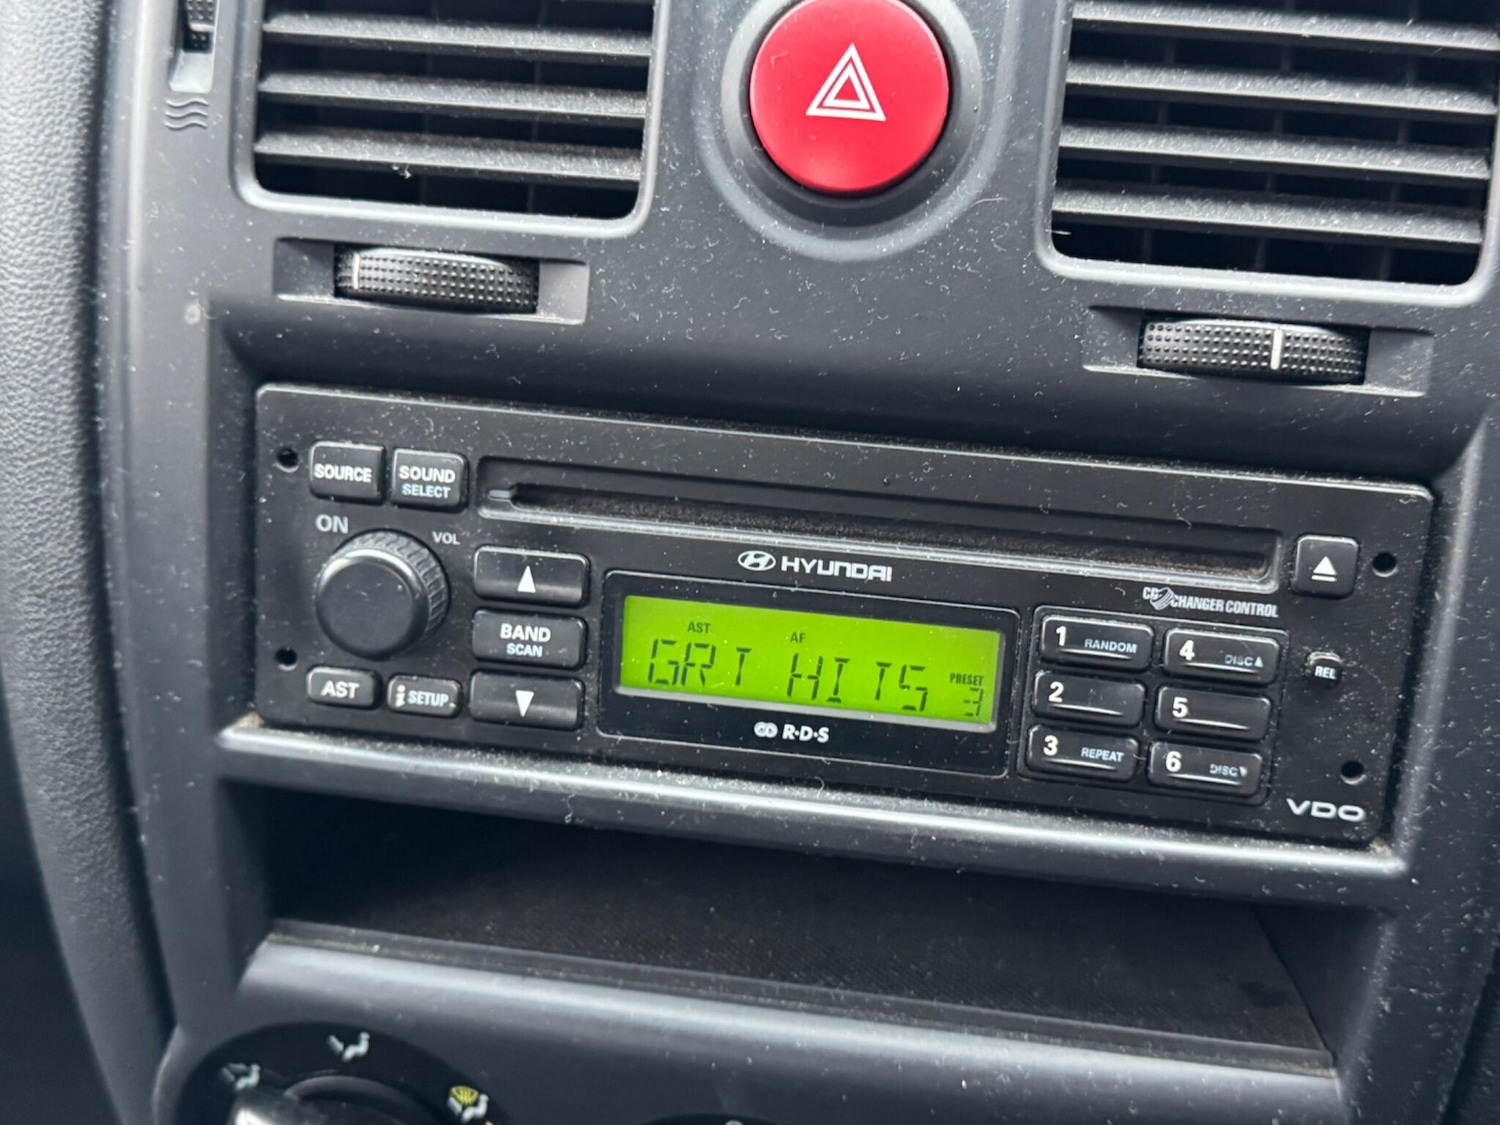 SOURCE
SOUND
SELECT
ON
VOL
HYUNDAI
CD CHANGER CONTROL
BAND
SCAN
AST
i SETUP
AST AF
GRT HITS
PRESET
3
R·D·S
1 RANDOM
4 DISC▲
2
5
3 REPEAT
6 DISC▼
REL
VDO